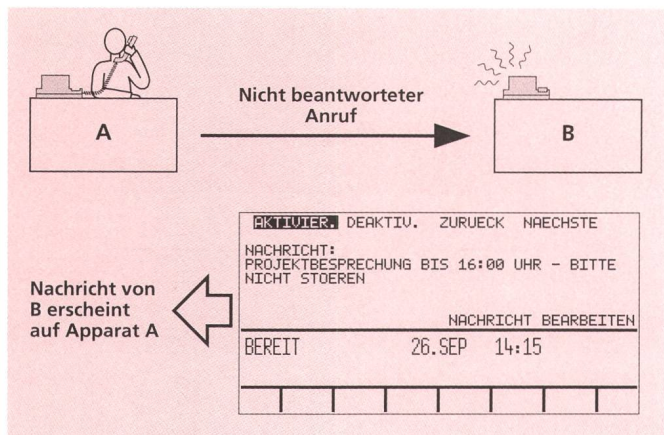 Nicht beantworteter
Anruf
A
B
AKTIVIER. DEAKTIV. ZURUECK NAECHSTE
NACHRICHT:
PROJEKTBESPRECHUNG BIS 16:00 UHR - BITTE
NICHT STOEREN
Nachricht von
B erscheint
auf Apparat A
NACHRICHT BEARBEITEN
BEREIT 26.SEP 14:15